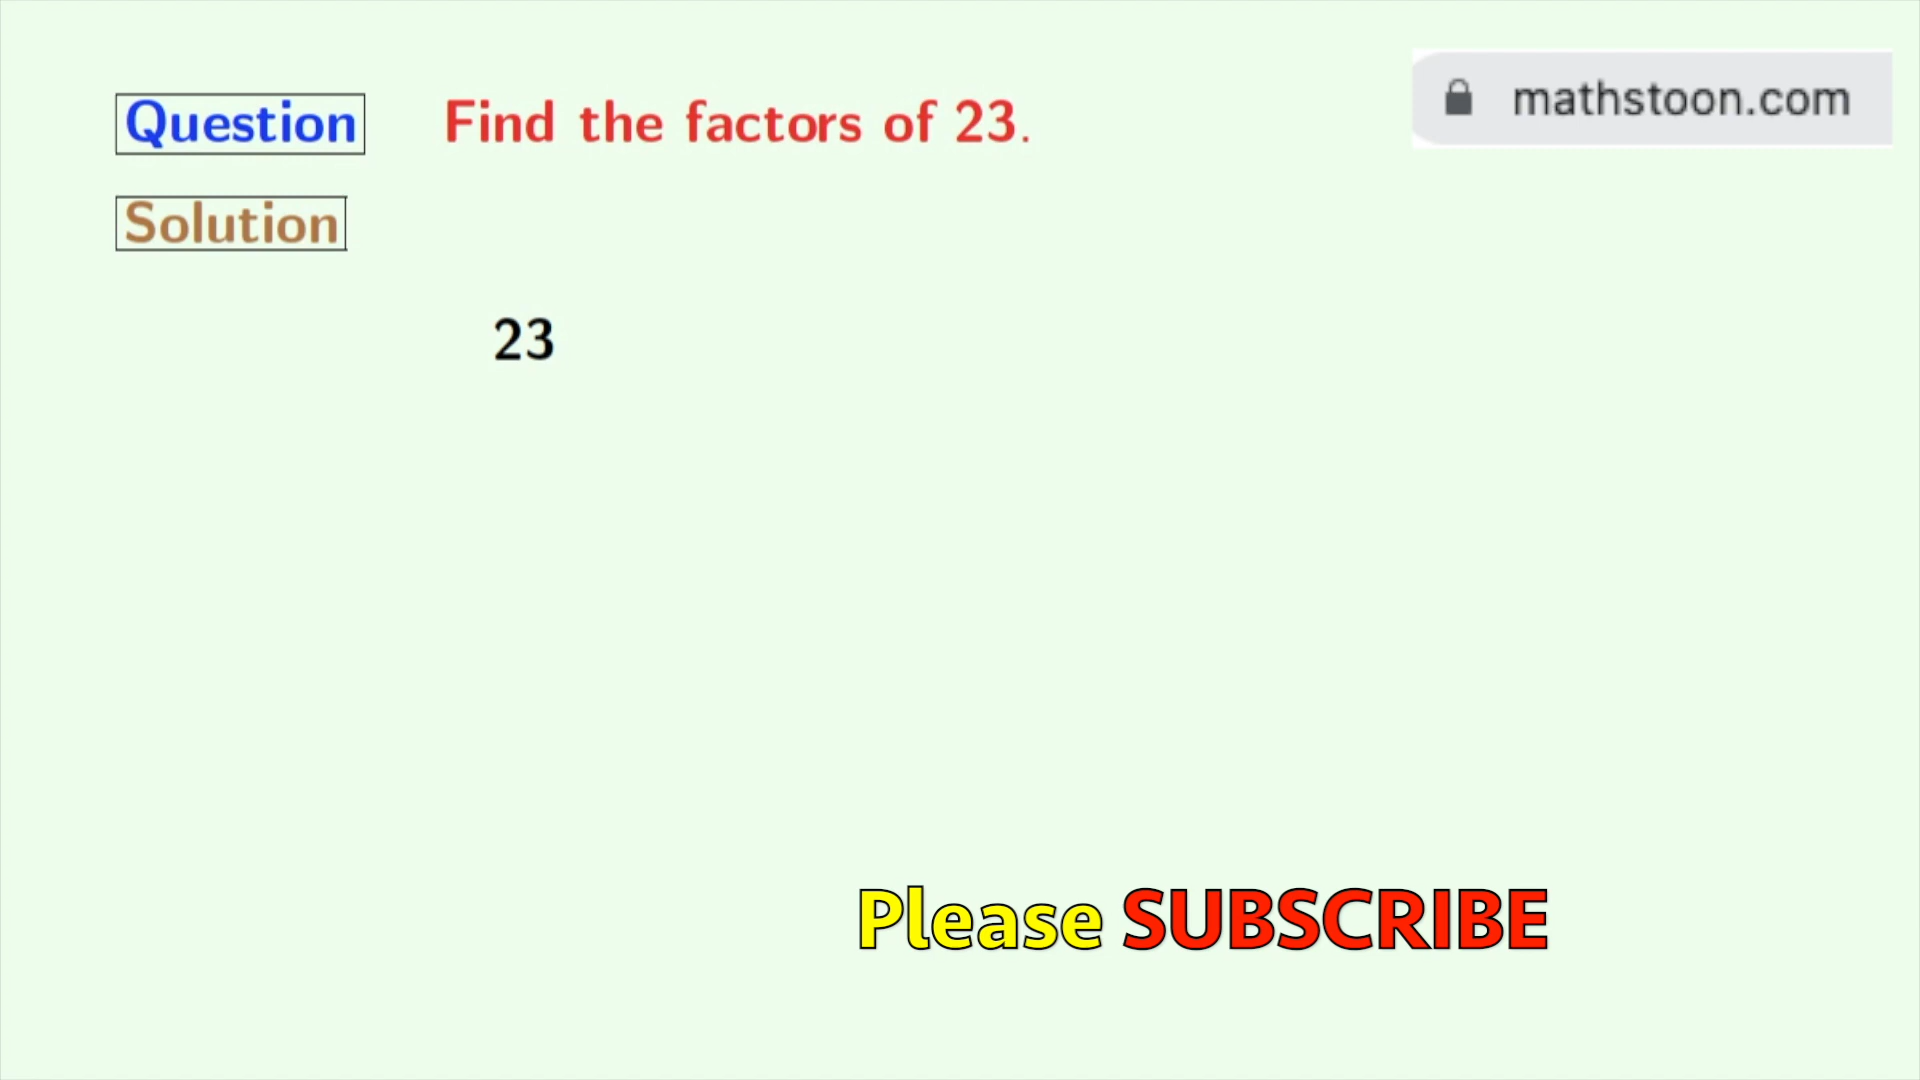 Question Find the factors of 23.
mathstoon.com
Solution
23
Please SUBSCRIBE